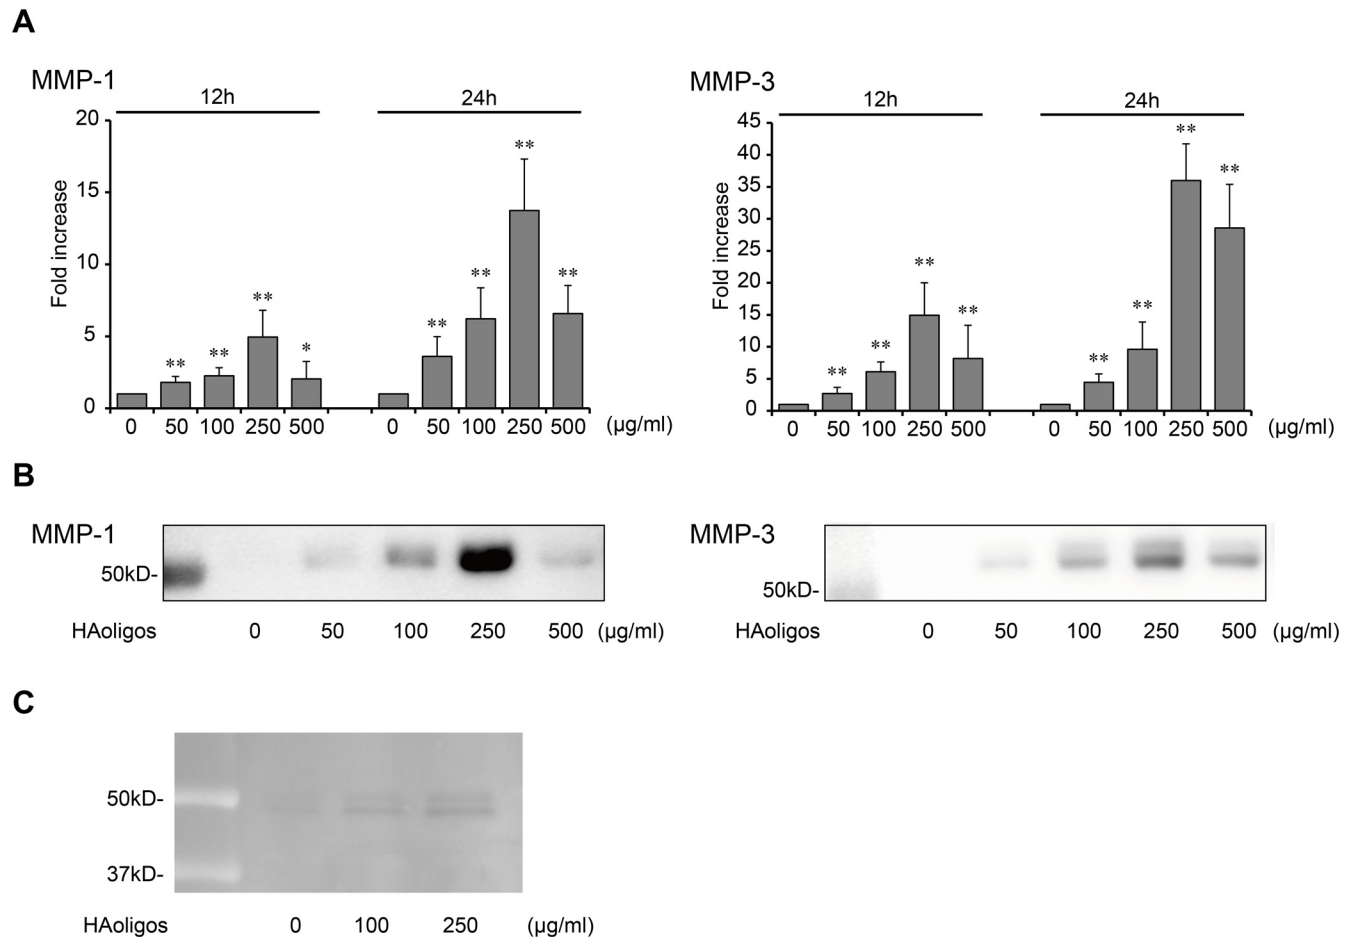 A
MMP-1
12h
24h
Fold increase
20
15
10
5
0
** ** ** *
** ** ** **
0 50 100 250 500 0 50 100 250 500 (µg/ml)
MMP-3
12h
24h
Fold increase
45
40
35
30
25
20
15
10
5
0
** ** ** **
** ** ** **
0 50 100 250 500 0 50 100 250 500 (µg/ml)
B
MMP-1
50kD-
HAoligos 0 50 100 250 500 (µg/ml)
MMP-3
50kD-
HAoligos 0 50 100 250 500 (µg/ml)
C
50kD-
37kD-
HAoligos 0 100 250 (µg/ml)